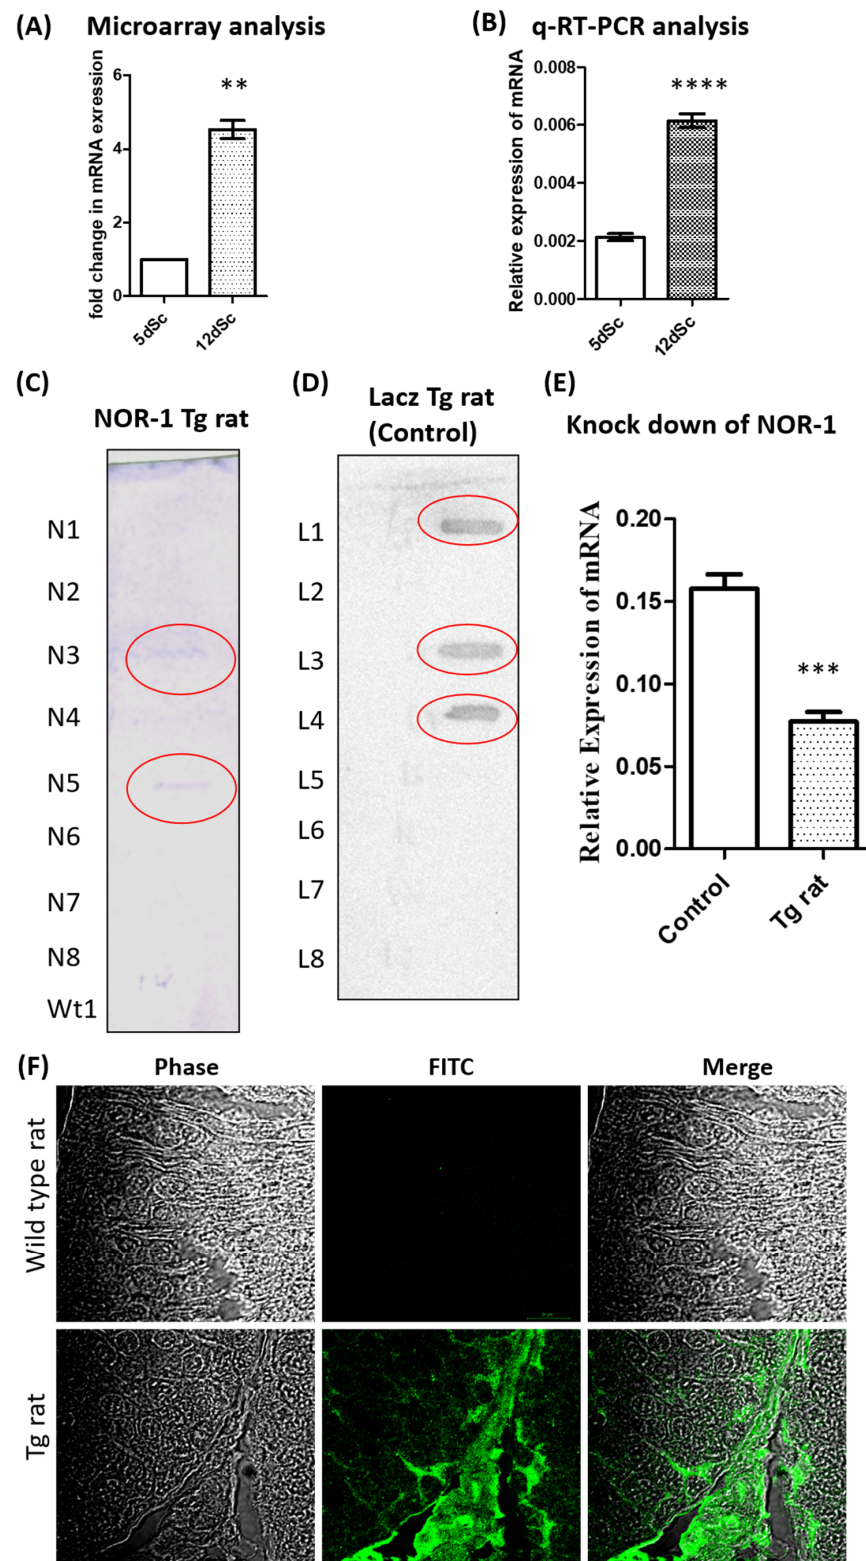 (A) Microarray analysis
fold change in mRNA exression
6
4
2
0
**
5dSc
12dSc
(B) q-RT-PCR analysis
Relative expression of mRNA
0.008
0.006
0.004
0.002
0.000
****
5dSc
12dSc
(C)
NOR-1 Tg rat
N1
N2
N3
N4
N5
N6
N7
N8
Wt1
(D)
Lacz Tg rat
(Control)
L1
L2
L3
L4
L5
L6
L7
L8
(E)
Knock down of NOR-1
Relative Expression of mRNA
0.20
0.15
0.10
0.05
0.00
***
Control
Tg rat
(F)
Phase
FITC
Merge
Wild type rat
Tg rat